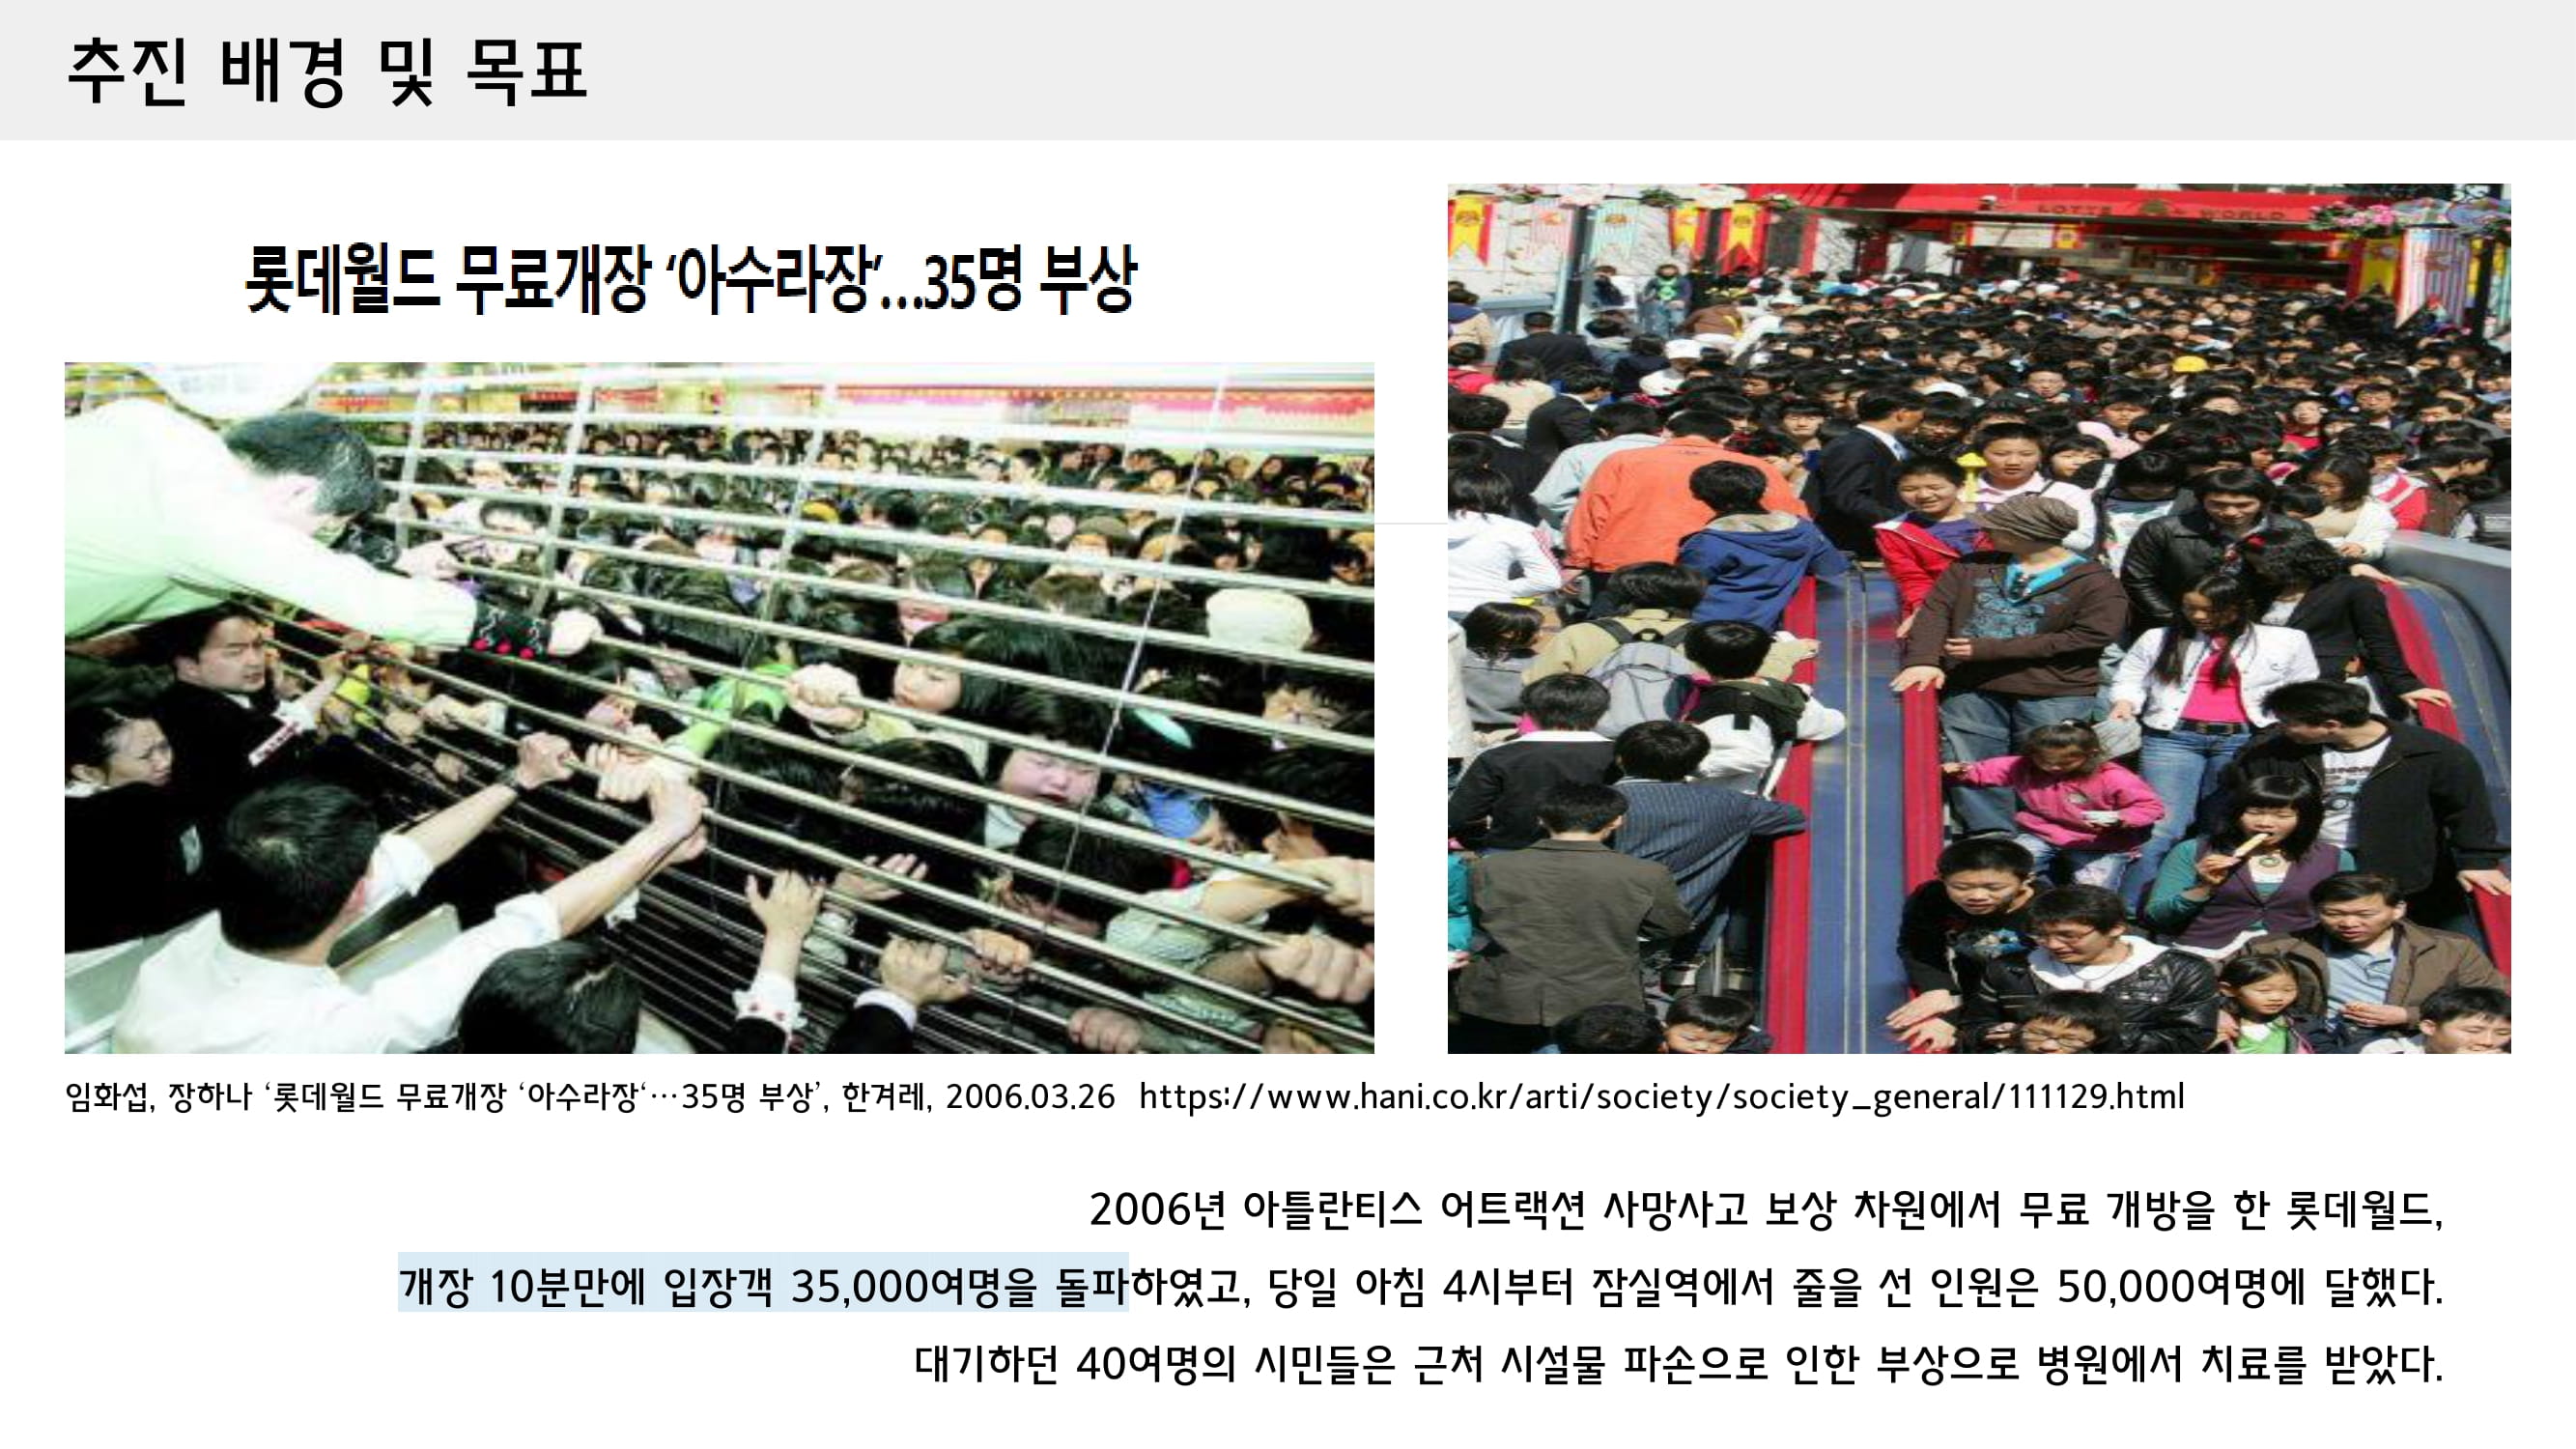 추진 배경 및 목표
롯데월드 무료개장 ‘아수라장’...35명 부상
LOTTE WORLD
임화섭, 장하나 ‘롯데월드 무료개장 ‘아수라장‘…35명 부상’, 한겨레, 2006.03.26 https://www.hani.co.kr/arti/society/society_general/111129.html
2006년 아틀란티스 어트랙션 사망사고 보상 차원에서 무료 개방을 한 롯데월드,
개장 10분만에 입장객 35,000여명을 돌파하였고, 당일 아침 4시부터 잠실역에서 줄을 선 인원은 50,000여명에 달했다.
대기하던 40여명의 시민들은 근처 시설물 파손으로 인한 부상으로 병원에서 치료를 받았다.